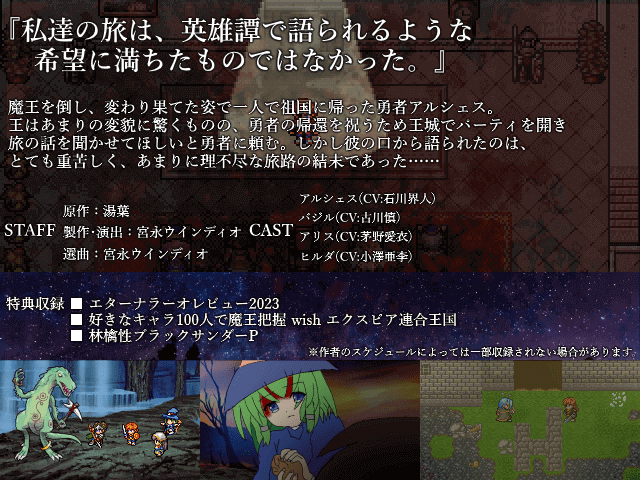 『私達の旅は、英雄譚で語られるような
希望に満ちたものではなかった。』
魔王を倒し、変わり果てた姿で一人で祖国に帰った勇者アルシェス。
王はあまりの変貌に驚くものの、勇者の帰還を祝うため王城でパーティを開き
旅の話を聞かせてほしいと勇者に頼む。しかし彼の口から語られたのは、
とても重苦しく、あまりに理不尽な旅路の結末であった……
STAFF
原作：湯葉
製作・演出：宮永ウインディオ
選曲：宮永ウインディオ
CAST
アルシェス(CV:石川界人)
バジル(CV:古川慎)
アリス(CV:茅野愛衣)
ヒルダ(CV:小澤亜李)
特典収録
■ エターナラーオレビュー2023
■ 好きなキャラ100人で魔王把握 wish エクスビア連合王国
■ 林檎性ブラックサンダーP
※作者のスケジュールによっては一部収録されない場合があります。